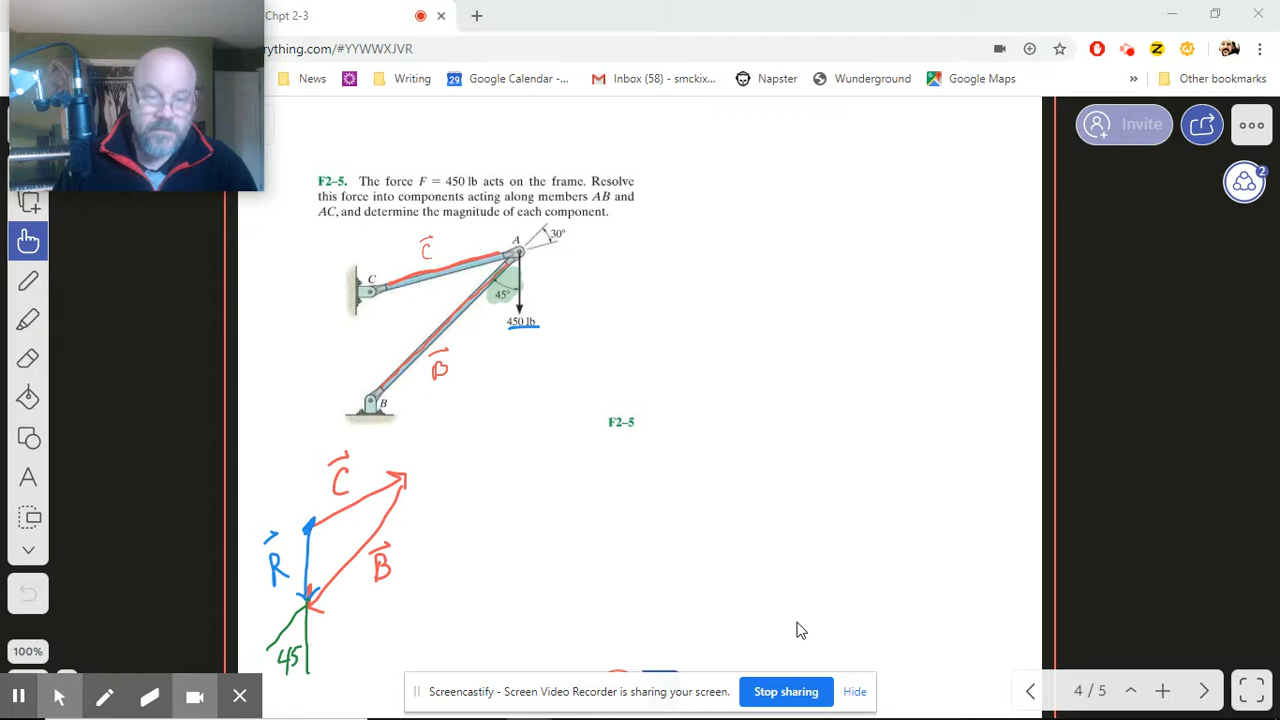 Chpt 2-3
erything.com/#YYWWXJVR
News
Writing
29
Google Calendar -...
Inbox (58) - smckix...
Napster
Wunderground
Google Maps
»
Other bookmarks
Invite
2
F2–5. The force F = 450 lb acts on the frame. Resolve
this force into components acting along members AB and
AC, and determine the magnitude of each component.
A
30°
C
C
45°
450 lb
B
B
F2–5
C
R
B
45
A
100%
Screencastify - Screen Video Recorder is sharing your screen.
Stop sharing
Hide
4 / 5